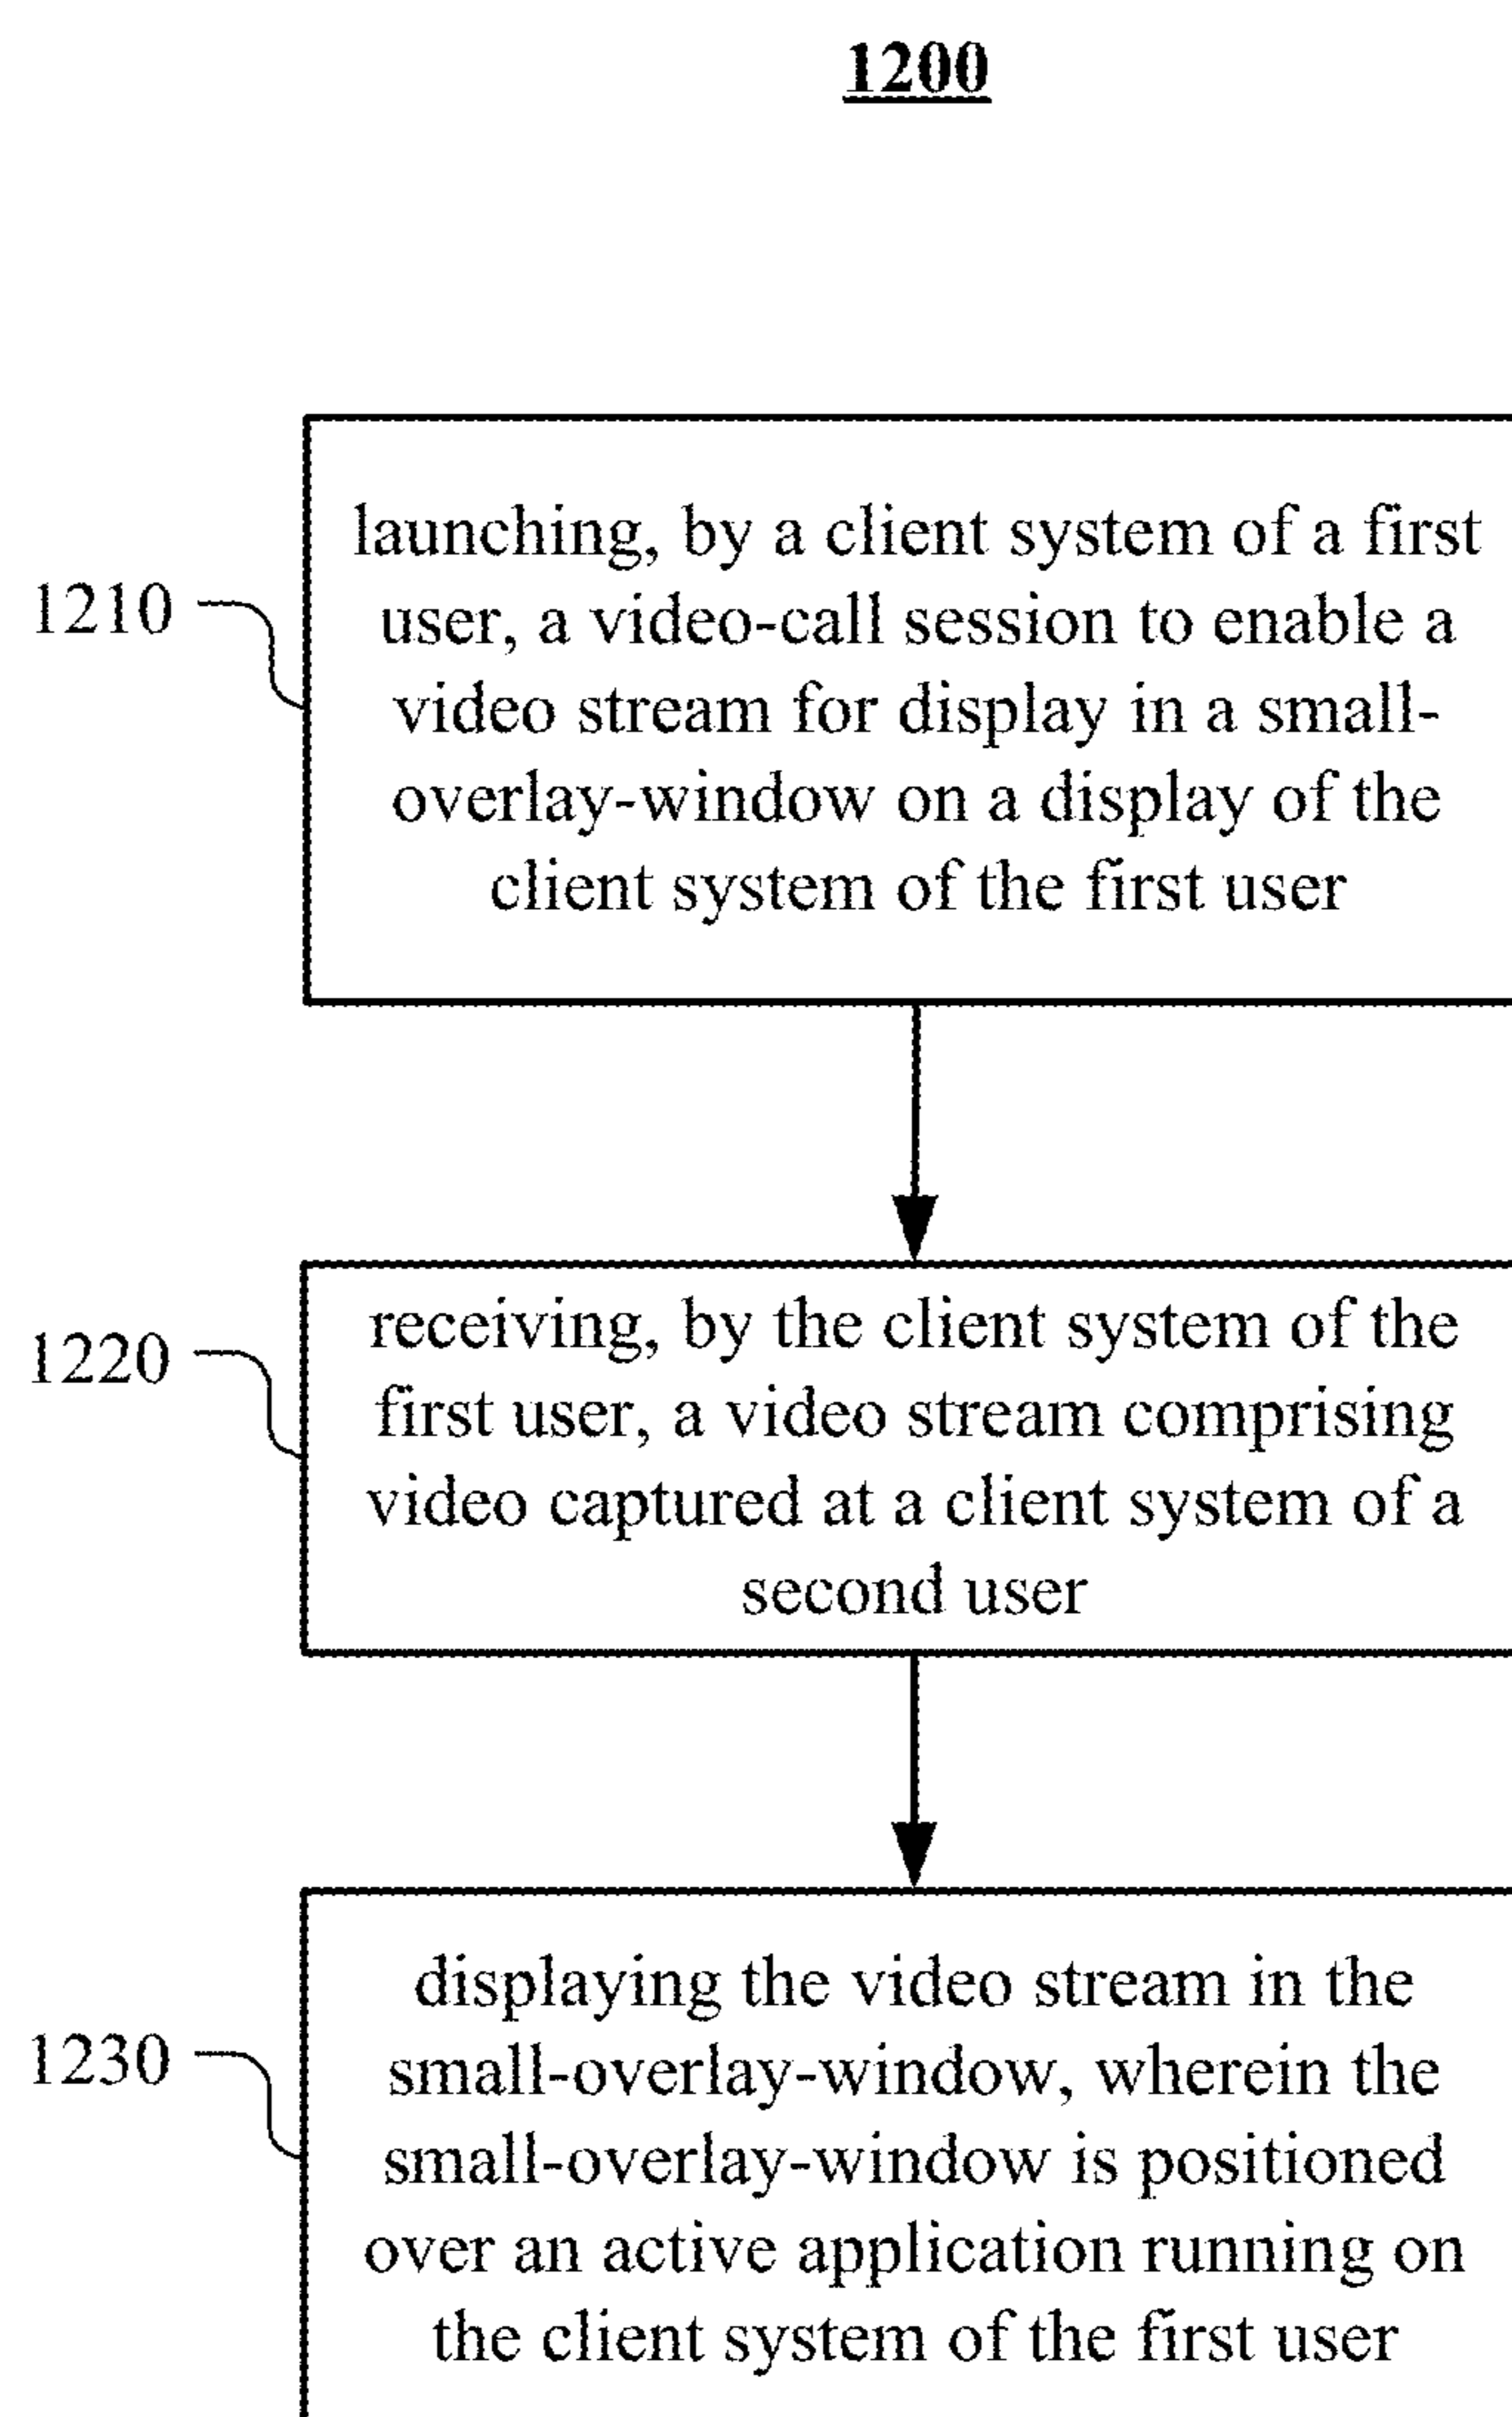 1200
launching, by a client system of a first
user, a video-call session to enable a
video stream for display in a small-
overlay-window on a display of the
client system of the first user
1210
receiving, by the client system of the
first user, a video stream comprising
video captured at a client system of a
second user
1220
displaying the video stream in the
small-overlay-window, wherein the
small-overlay-window is positioned
over an active application running on
the client system of the first user
1230